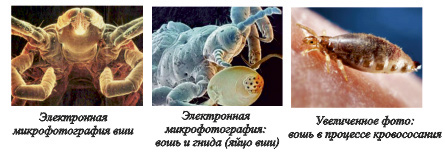 Электронная
микрофотография вши
Электронная
микрофотография:
вошь и гнида (яйцо вши)
Увеличенное фото:
вошь в процессе кровососания